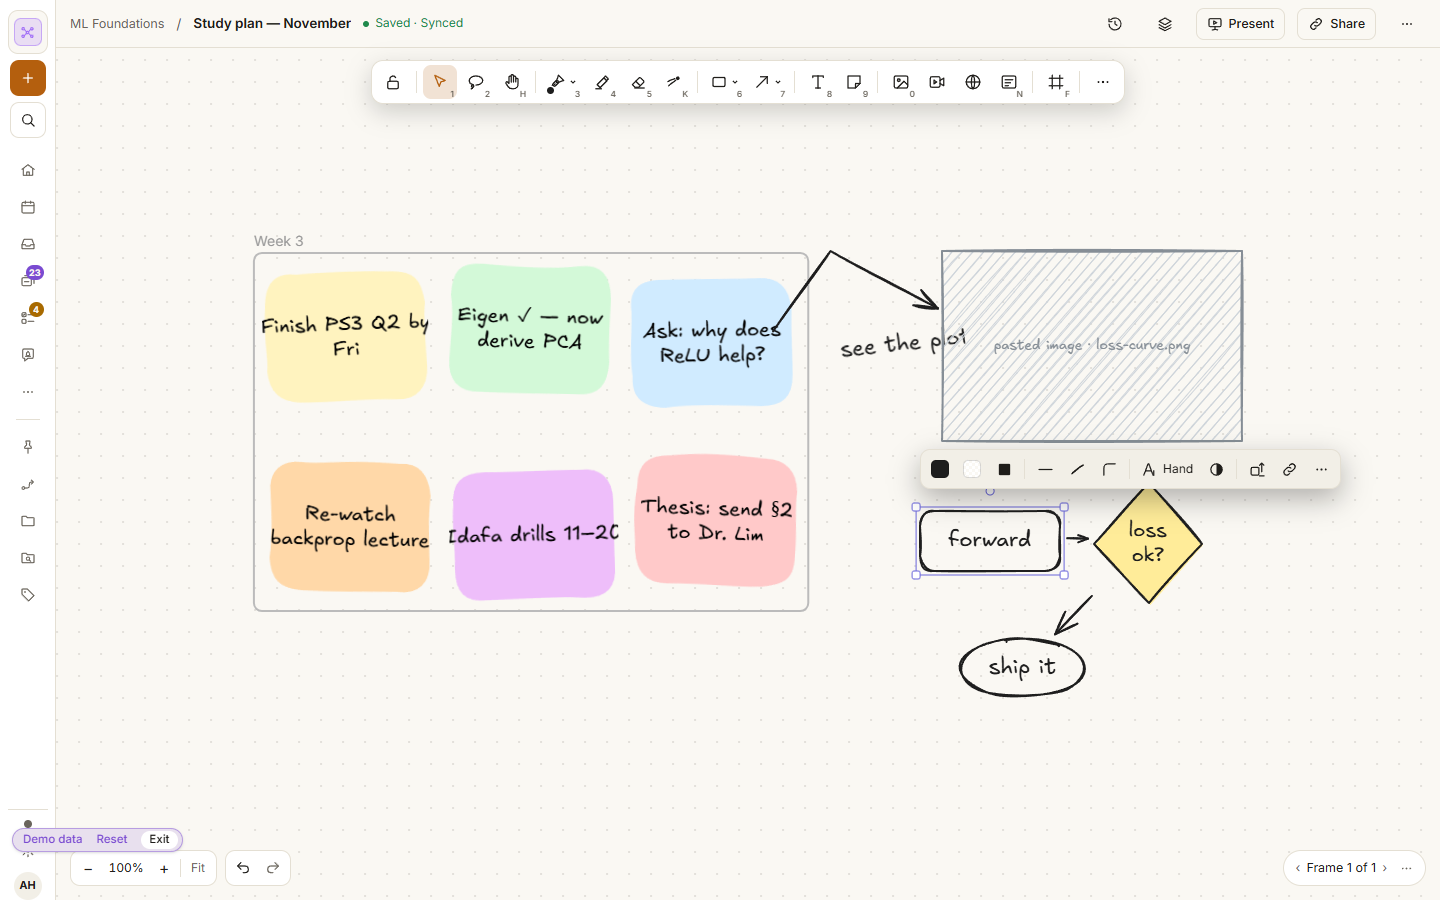 ML Foundations / Study plan — November Saved · Synced
Present
Share
1
2
H
3
4
5
K
6
7
8
9
0
N
F
23
4
Week 3
Finish PS3 Q2 by
Fri
Eigen ✓ — now
derive PCA
Ask: why does
ReLU help?
see the plot
pasted image · loss-curve.png
Re-watch
backprop lecture
Idafa drills 11–20
Thesis: send §2
to Dr. Lim
Hand
forward
loss
ok?
ship it
Demo data Reset Exit
− 100% + Fit
AH
‹ Frame 1 of 1 ›